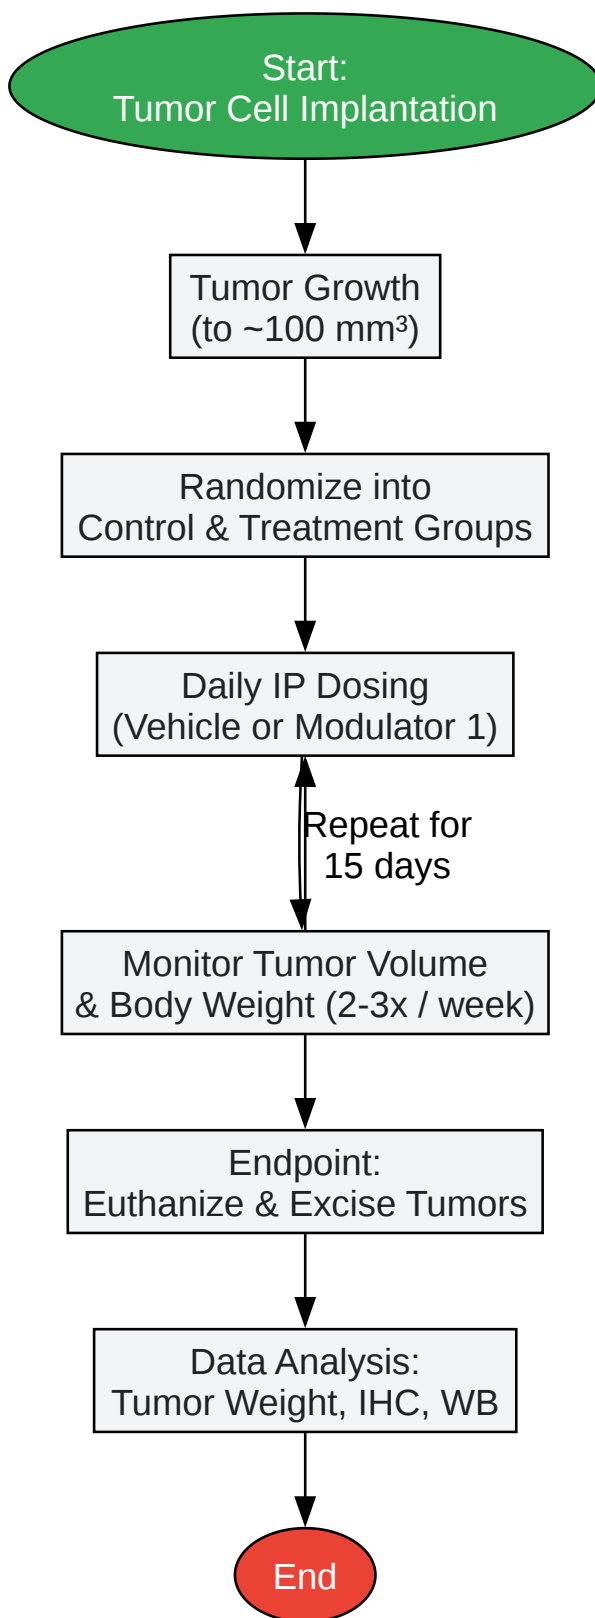 Start:
Tumor Cell Implantation
Tumor Growth
(to ~100 mm³)
Randomize into
Control & Treatment Groups
Daily IP Dosing
(Vehicle or Modulator 1)
Repeat for
15 days
Monitor Tumor Volume
& Body Weight (2-3x / week)
Endpoint:
Euthanize & Excise Tumors
Data Analysis:
Tumor Weight, IHC, WB
End